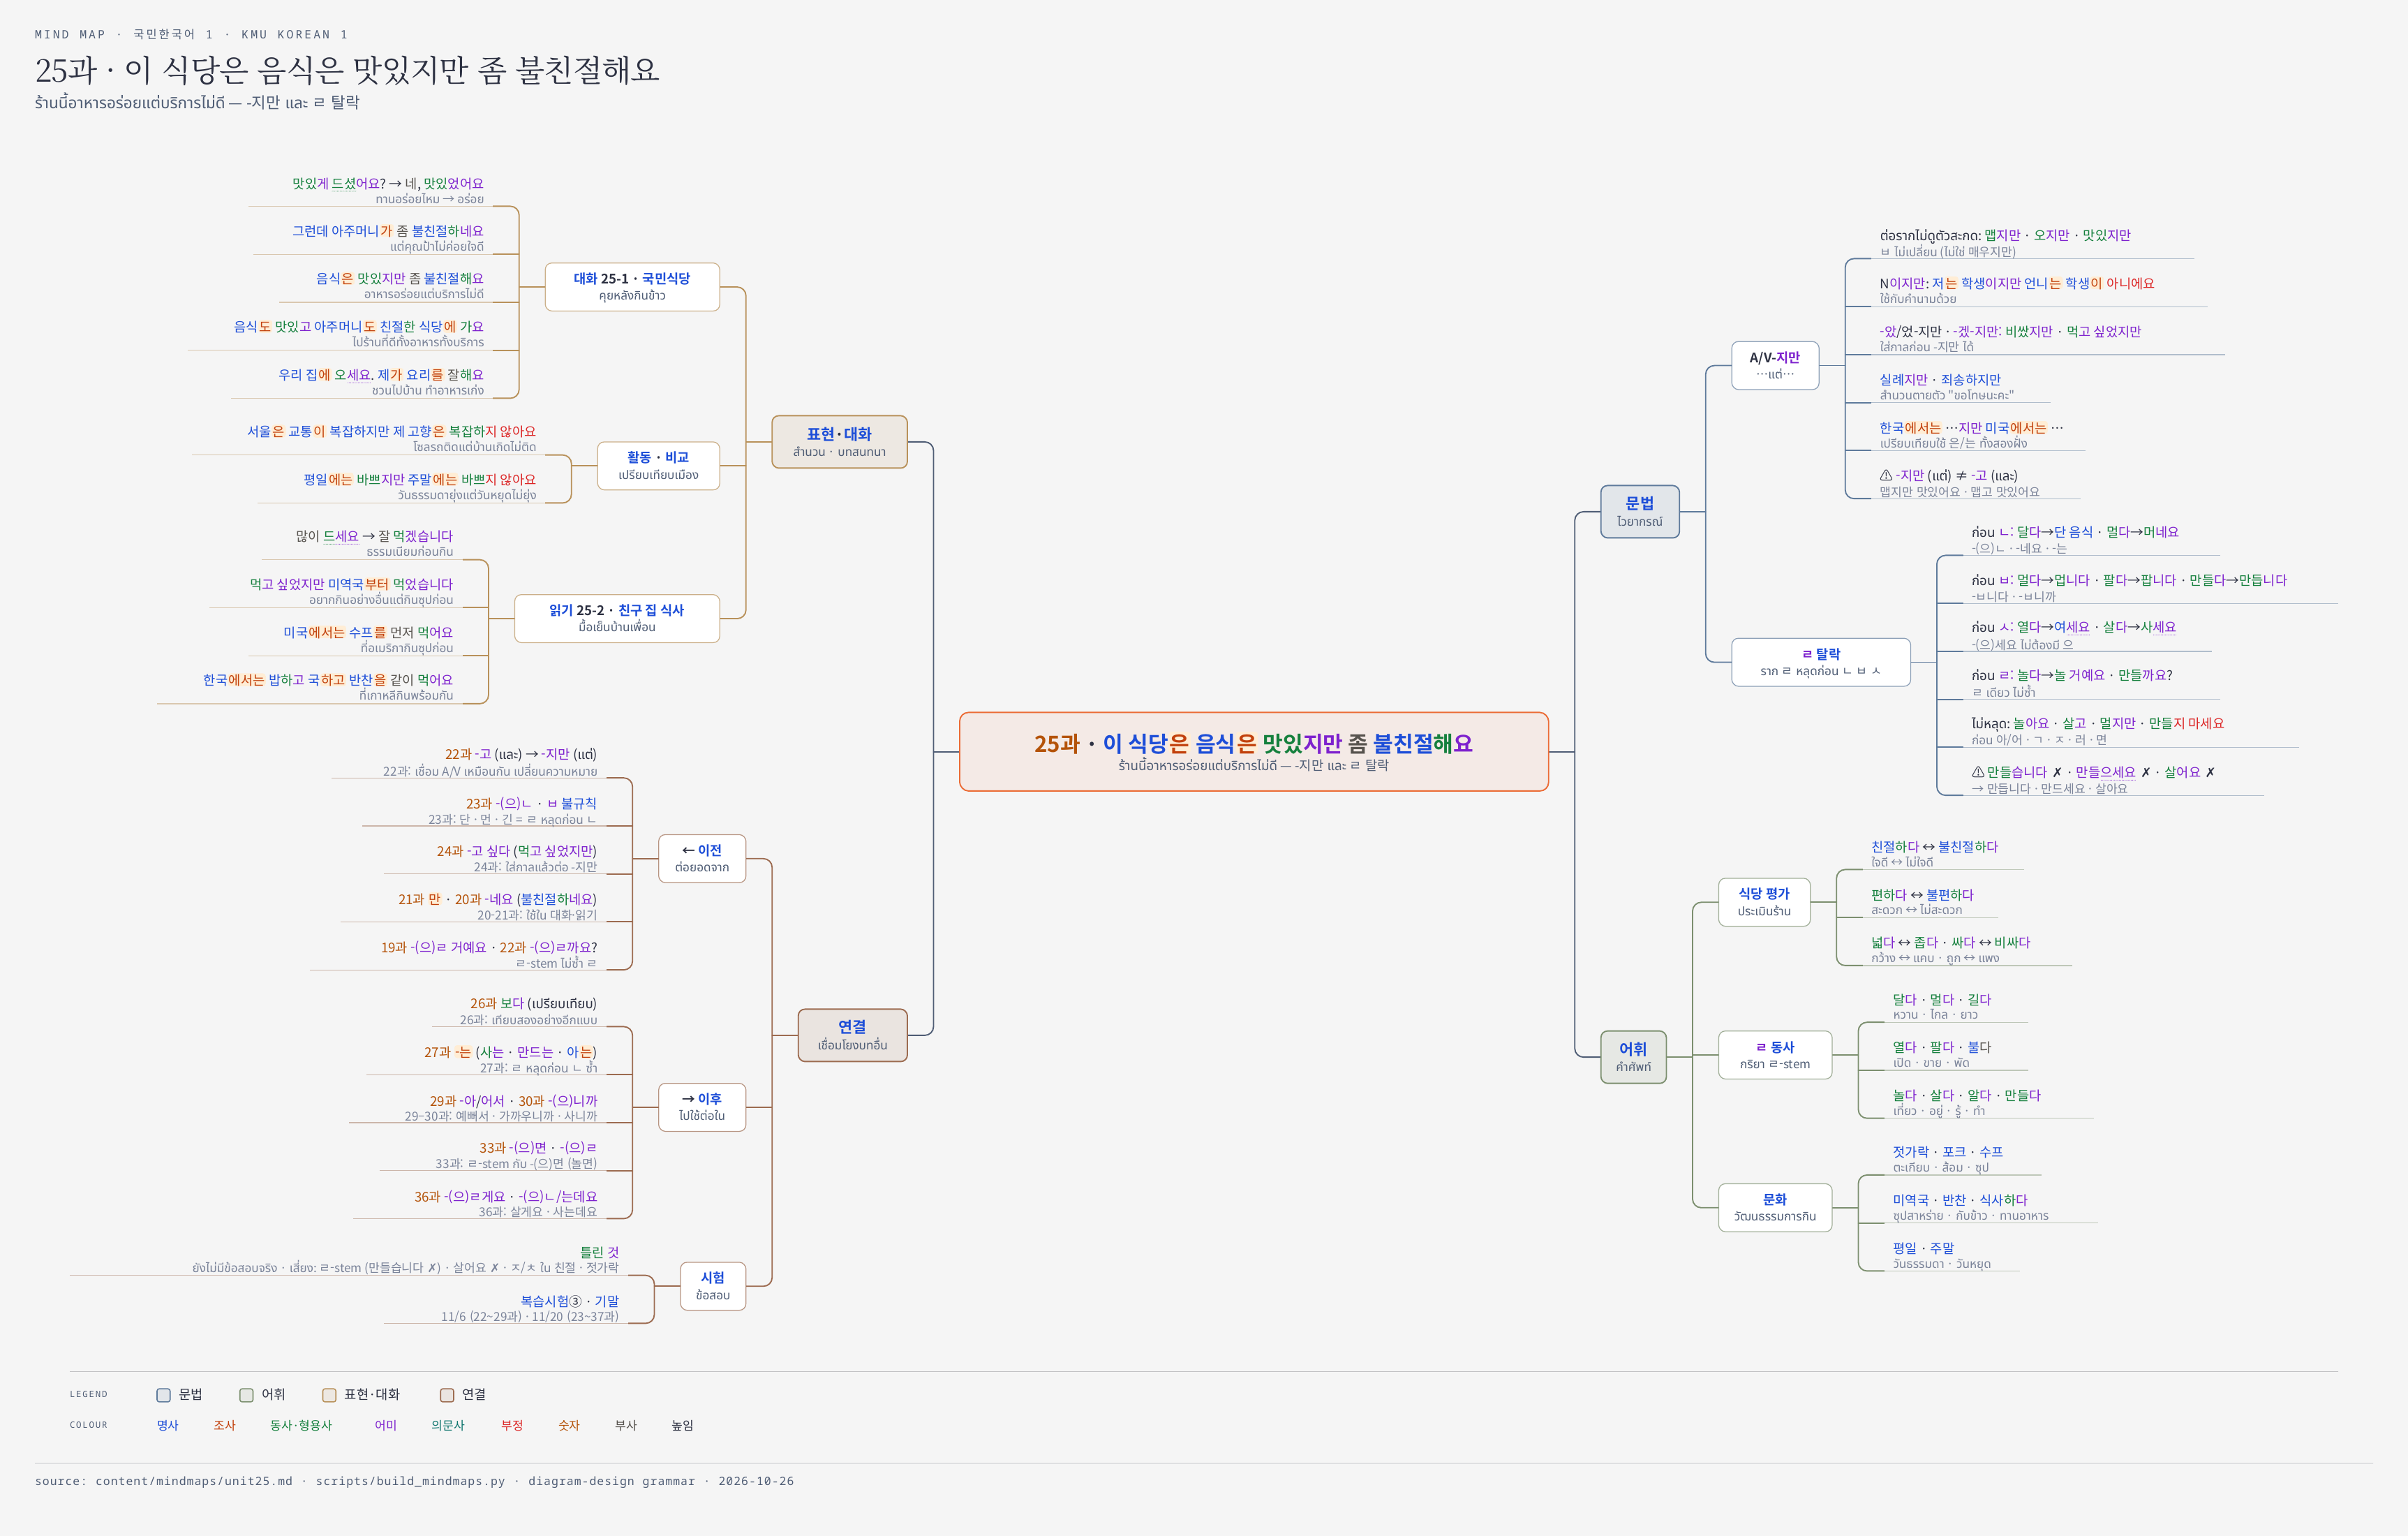 MIND MAP · 국민한국어 1 · KMU KOREAN 1
25과 · 이 식당은 음식은 맛있지만 좀 불친절해요
ร้านนี้อาหารอร่อยแต่บริการไม่ดี — -지만 และ ㄹ 탈락
맛있게 드셨어요? → 네, 맛있었어요
ทานอร่อยไหม → อร่อย
그런데 아주머니가 좀 불친절하네요
แต่คุณป้าไม่ค่อยใจดี
음식은 맛있지만 좀 불친절해요
อาหารอร่อยแต่บริการไม่ดี
음식도 맛있고 아주머니도 친절한 식당에 가요
ไปร้านที่ดีทั้งอาหารทั้งบริการ
우리 집에 오세요. 제가 요리를 잘해요
ชวนไปบ้าน ทำอาหารเก่ง
대화 25-1 · 국민식당
คุยหลังกินข้าว
서울은 교통이 복잡하지만 제 고향은 복잡하지 않아요
โซลรถติดแต่บ้านเกิดไม่ติด
평일에는 바쁘지만 주말에는 바쁘지 않아요
วันธรรมดายุ่งแต่วันหยุดไม่ยุ่ง
활동 · 비교
เปรียบเทียบเมือง
많이 드세요 → 잘 먹겠습니다
ธรรมเนียมก่อนกิน
먹고 싶었지만 미역국부터 먹었습니다
อยากกินอย่างอื่นแต่กินซุปก่อน
미국에서는 수프를 먼저 먹어요
ที่อเมริกากินซุปก่อน
한국에서는 밥하고 국하고 반찬을 같이 먹어요
ที่เกาหลีกินพร้อมกัน
읽기 25-2 · 친구 집 식사
มื้อเย็นบ้านเพื่อน
표현·대화
สำนวน · บทสนทนา
22과 -고 (และ) → -지만 (แต่)
22과: เชื่อม A/V เหมือนกัน เปลี่ยนความหมาย
23과 -(으)ㄴ · ㅂ 불규칙
23과: 단 · 먼 · 긴 = ㄹ หลุดก่อน ㄴ
24과 -고 싶다 (먹고 싶었지만)
24과: ใส่กาลแล้วต่อ -지만
21과 만 · 20과 -네요 (불친절하네요)
20-21과: ใช้ใน 대화·읽기
19과 -(으)ㄹ 거예요 · 22과 -(으)ㄹ까요?
ㄹ-stem ไม่ซ้ำ ㄹ
← 이전
ต่อยอดจาก
26과 보다 (เปรียบเทียบ)
26과: เทียบสองอย่างอีกแบบ
27과 -는 (사는 · 만드는 · 아는)
27과: ㄹ หลุดก่อน ㄴ ซ้ำ
29과 -아/어서 · 30과 -(으)니까
29–30과: 예뻐서 · 가까우니까 · 사니까
33과 -(으)면 · -(으)ㄹ
33과: ㄹ-stem กับ -(으)면 (놀면)
36과 -(으)ㄹ게요 · -(으)ㄴ/는데요
36과: 살게요 · 사는데요
→ 이후
ไปใช้ต่อใน
틀린 것
ยังไม่มีข้อสอบจริง · เสี่ยง: ㄹ-stem (만들습니다 ✗) · 살어요 ✗ · ㅈ/ㅊ ใน 친절 · 젓가락
복습시험③ · 기말
11/6 (22~29과) · 11/20 (23~37과)
시험
ข้อสอบ
연결
เชื่อมโยงบทอื่น
25과 · 이 식당은 음식은 맛있지만 좀 불친절해요
ร้านนี้อาหารอร่อยแต่บริการไม่ดี — -지만 และ ㄹ 탈락
문법
ไวยากรณ์
A/V-지만
…แต่…
ต่อรากไม่ดูตัวสะกด: 맵지만 · 오지만 · 맛있지만
ㅂ ไม่เปลี่ยน (ไม่ใช่ 매우지만)
N이지만: 저는 학생이지만 언니는 학생이 아니에요
ใช้กับคำนามด้วย
-았/었-지만 · -겠-지만: 비쌌지만 · 먹고 싶었지만
ใส่กาลก่อน -지만 ได้
실례지만 · 죄송하지만
สำนวนตายตัว "ขอโทษนะคะ"
한국에서는 …지만 미국에서는 …
เปรียบเทียบใช้ 은/는 ทั้งสองฝั่ง
⚠ -지만 (แต่) ≠ -고 (และ)
맵지만 맛있어요 · 맵고 맛있어요
ㄹ 탈락
ราก ㄹ หลุดก่อน ㄴ ㅂ ㅅ
ก่อน ㄴ: 달다→단 음식 · 멀다→머네요
-(으)ㄴ · -네요 · -는
ก่อน ㅂ: 멀다→멉니다 · 팔다→팝니다 · 만들다→만듭니다
-ㅂ니다 · -ㅂ니까
ก่อน ㅅ: 열다→여세요 · 살다→사세요
-(으)세요 ไม่ต้องมี 으
ก่อน ㄹ: 놀다→놀 거예요 · 만들까요?
ㄹ เดียว ไม่ซ้ำ
ไม่หลุด: 놀아요 · 살고 · 멀지만 · 만들지 마세요
ก่อน 아/어 · ㄱ · ㅈ · 러 · 면
⚠ 만들습니다 ✗ · 만들으세요 ✗ · 살어요 ✗
→ 만듭니다 · 만드세요 · 살아요
어휘
คำศัพท์
식당 평가
ประเมินร้าน
친절하다 ↔ 불친절하다
ใจดี ↔ ไม่ใจดี
편하다 ↔ 불편하다
สะดวก ↔ ไม่สะดวก
넓다 ↔ 좁다 · 싸다 ↔ 비싸다
กว้าง ↔ แคบ · ถูก ↔ แพง
ㄹ 동사
กริยา ㄹ-stem
달다 · 멀다 · 길다
หวาน · ไกล · ยาว
열다 · 팔다 · 불다
เปิด · ขาย · พัด
놀다 · 살다 · 알다 · 만들다
เที่ยว · อยู่ · รู้ · ทำ
문화
วัฒนธรรมการกิน
젓가락 · 포크 · 수프
ตะเกียบ · ส้อม · ซุป
미역국 · 반찬 · 식사하다
ซุปสาหร่าย · กับข้าว · ทานอาหาร
평일 · 주말
วันธรรมดา · วันหยุด
LEGEND 문법 어휘 표현·대화 연결
COLOUR 명사 조사 동사·형용사 어미 의문사 부정 숫자 부사 높임
source: content/mindmaps/unit25.md · scripts/build_mindmaps.py · diagram-design grammar · 2026-10-26